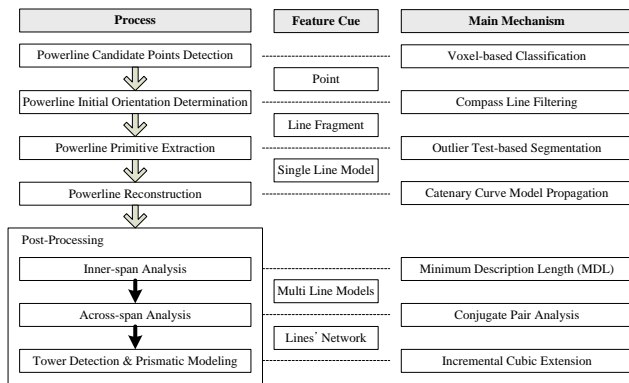 Process
Feature Cue
Main Mechanism
Powerline Candidate Points Detection
Voxel-based Classification
Point
Powerline Initial Orientation Determination
Compass Line Filtering
Line Fragment
Powerline Primitive Extraction
Outlier Test-based Segmentation
Single Line Model
Powerline Reconstruction
Catenary Curve Model Propagation
Post-Processing
Inner-span Analysis
Minimum Description Length (MDL)
Multi Line Models
Across-span Analysis
Conjugate Pair Analysis
Lines' Network
Tower Detection & Prismatic Modeling
Incremental Cubic Extension